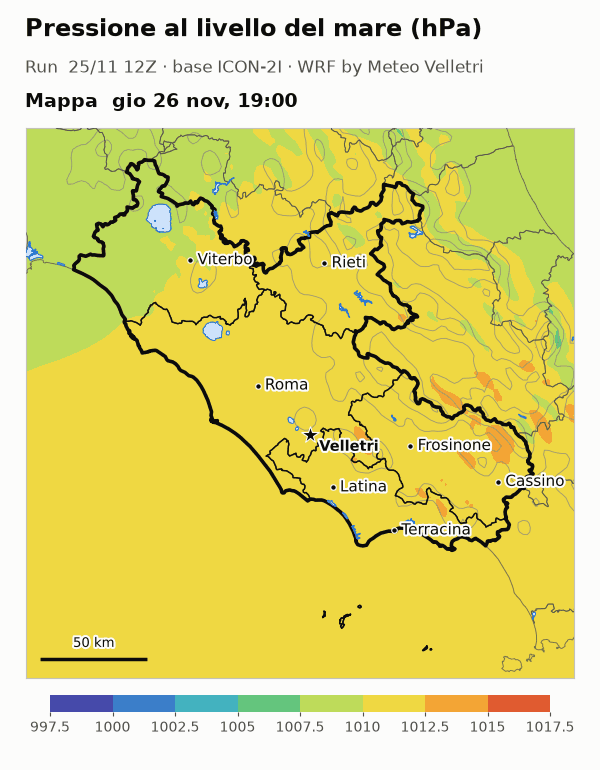 Pressione al livello del mare (hPa)
Run  25/11 12Z · base ICON-2I · WRF by Meteo Velletri
Mappa  gio 26 nov, 19:00
Viterbo
Rieti
Roma
Velletri
Frosinone
Latina
Cassino
Terracina
50 km
997.5 1000 1002.5 1005 1007.5 1010 1012.5 1015 1017.5